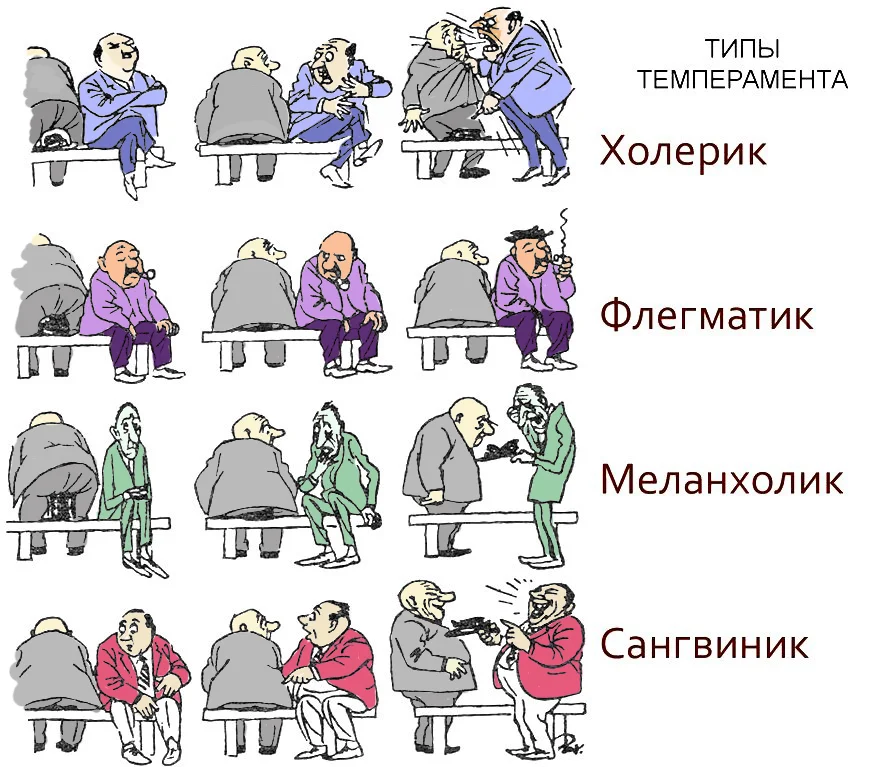 ТИПЫ
ТЕМПЕРАМЕНТА
Холерик
Флегматик
Меланхолик
Сангвиник